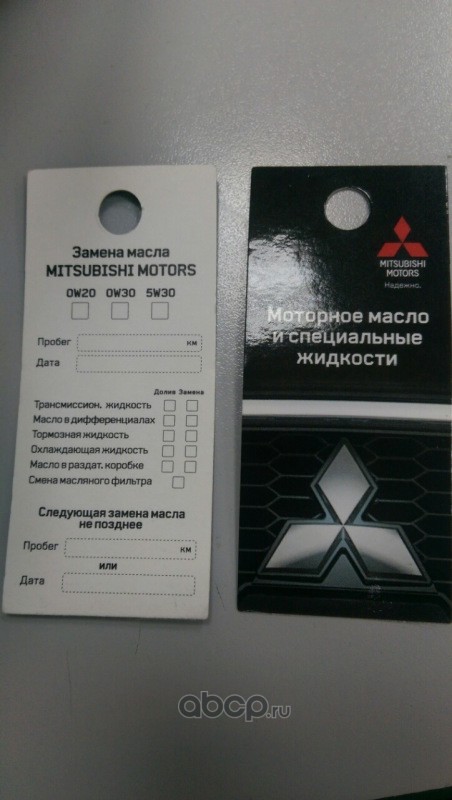 Замена масла
MITSUBISHI MOTORS
0W20 0W30 5W30
Пробег км
Дата
Долив Замена
Трансмиссион. жидкость
Масло в дифференциалах
Тормозная жидкость
Охлаждающая жидкость
Масло в раздат. коробке
Смена масляного фильтра
Следующая замена масла
не позднее
Пробег км
или
Дата
MITSUBISHI
MOTORS
Надежно.
Моторное масло
и специальные
жидкости
abcp.ru